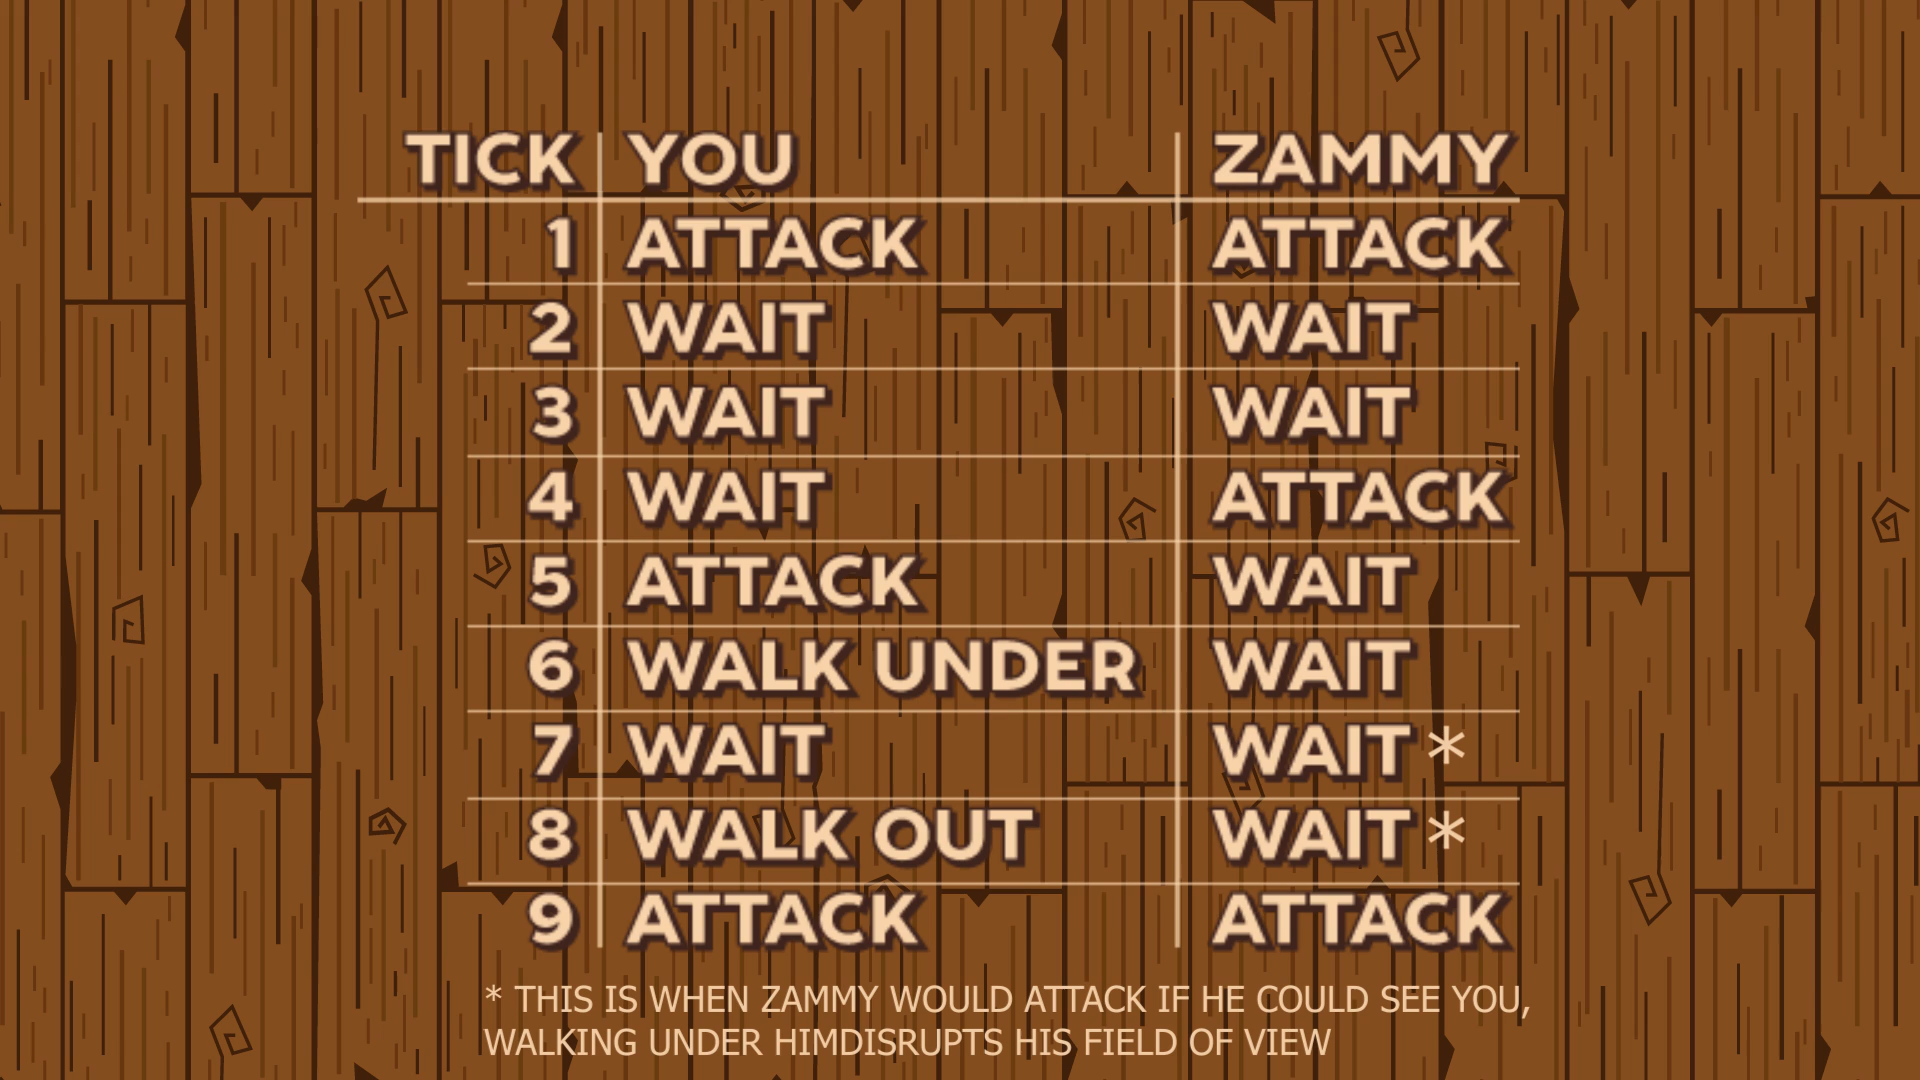 TICK YOU ZAMMY
1 ATTACK ATTACK
2 WAIT WAIT
3 WAIT WAIT
4 WAIT ATTACK
5 ATTACK WAIT
6 WALK UNDER WAIT
7 WAIT WAIT *
8 WALK OUT WAIT *
9 ATTACK ATTACK
* THIS IS WHEN ZAMMY WOULD ATTACK IF HE COULD SEE YOU,
WALKING UNDER HIMDISRUPTS HIS FIELD OF VIEW